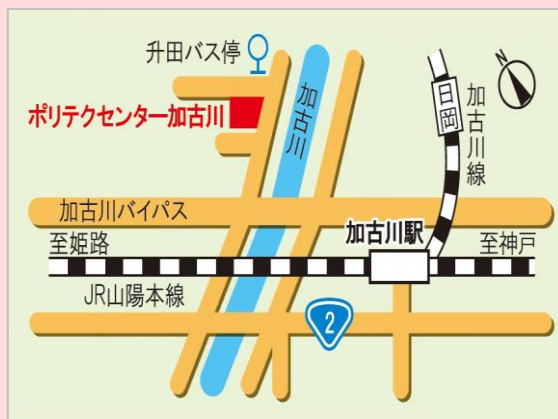 升田バス停
N
ポリテクセンター加古川
加古川
日岡
加古川線
加古川バイパス
至姫路
加古川駅
至神戸
JR山陽本線
2